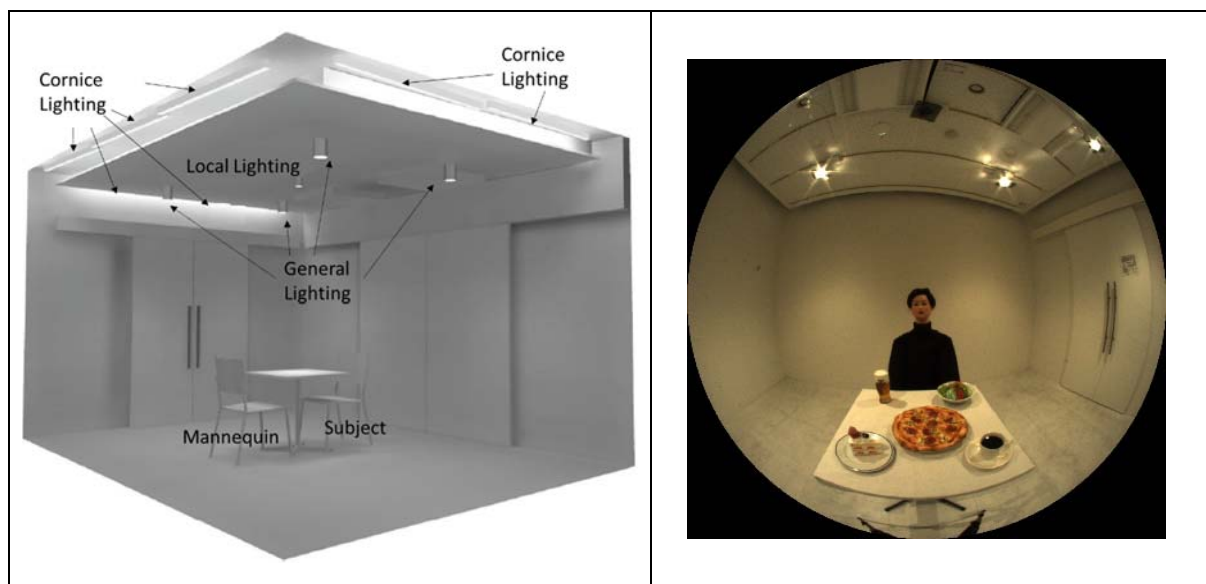 Cornice
Lighting
Cornice
Lighting
Local Lighting
General
Lighting
Mannequin
Subject